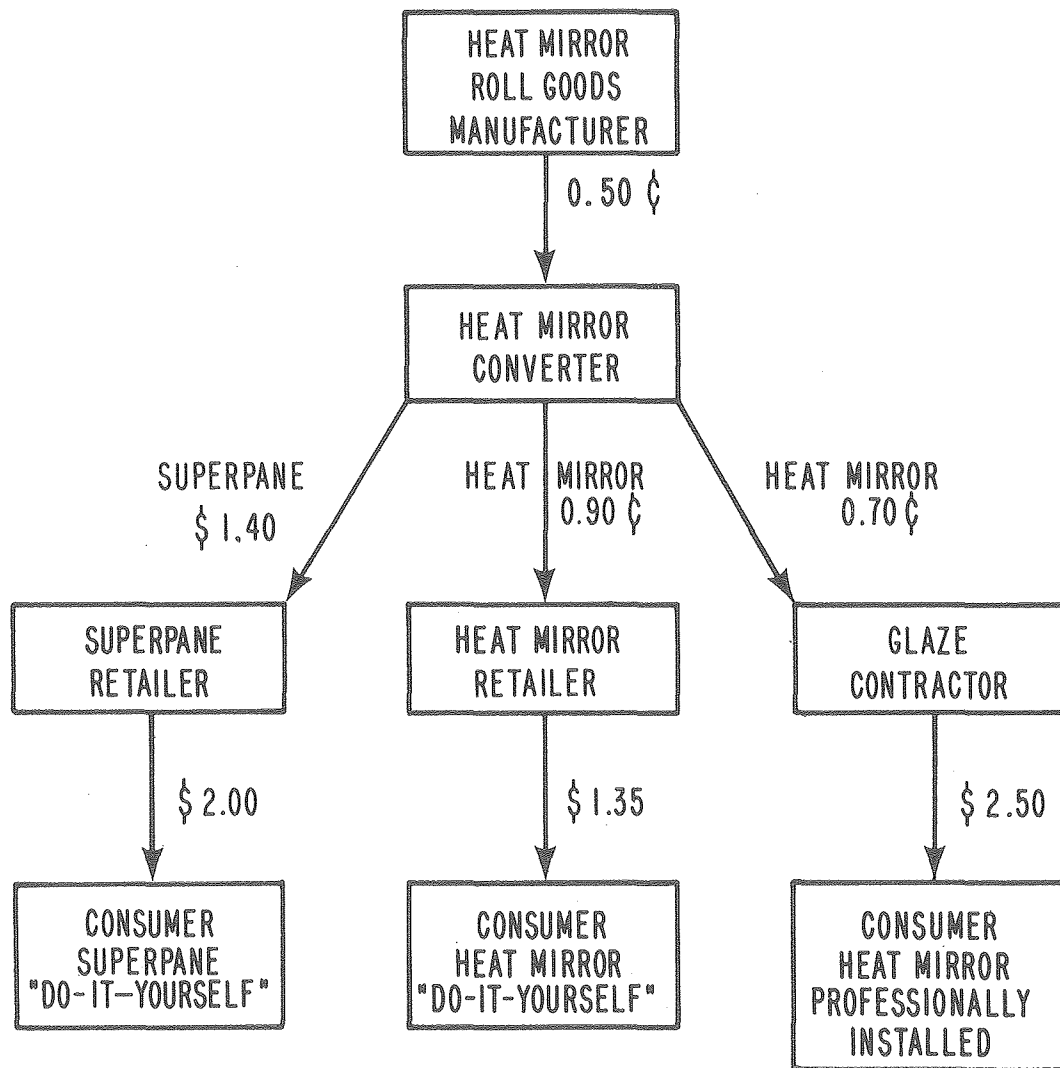 HEAT MIRROR
ROLL GOODS
MANUFACTURER
0.50 ¢
HEAT MIRROR
CONVERTER
SUPERPANE
$ 1.40
HEAT MIRROR
0.90 ¢
HEAT MIRROR
0.70 ¢
SUPERPANE
RETAILER
HEAT MIRROR
RETAILER
GLAZE
CONTRACTOR
$ 2.00
$ 1.35
$ 2.50
CONSUMER
SUPERPANE
"DO-IT-YOURSELF"
CONSUMER
HEAT MIRROR
"DO-IT-YOURSELF"
CONSUMER
HEAT MIRROR
PROFESSIONALLY
INSTALLED